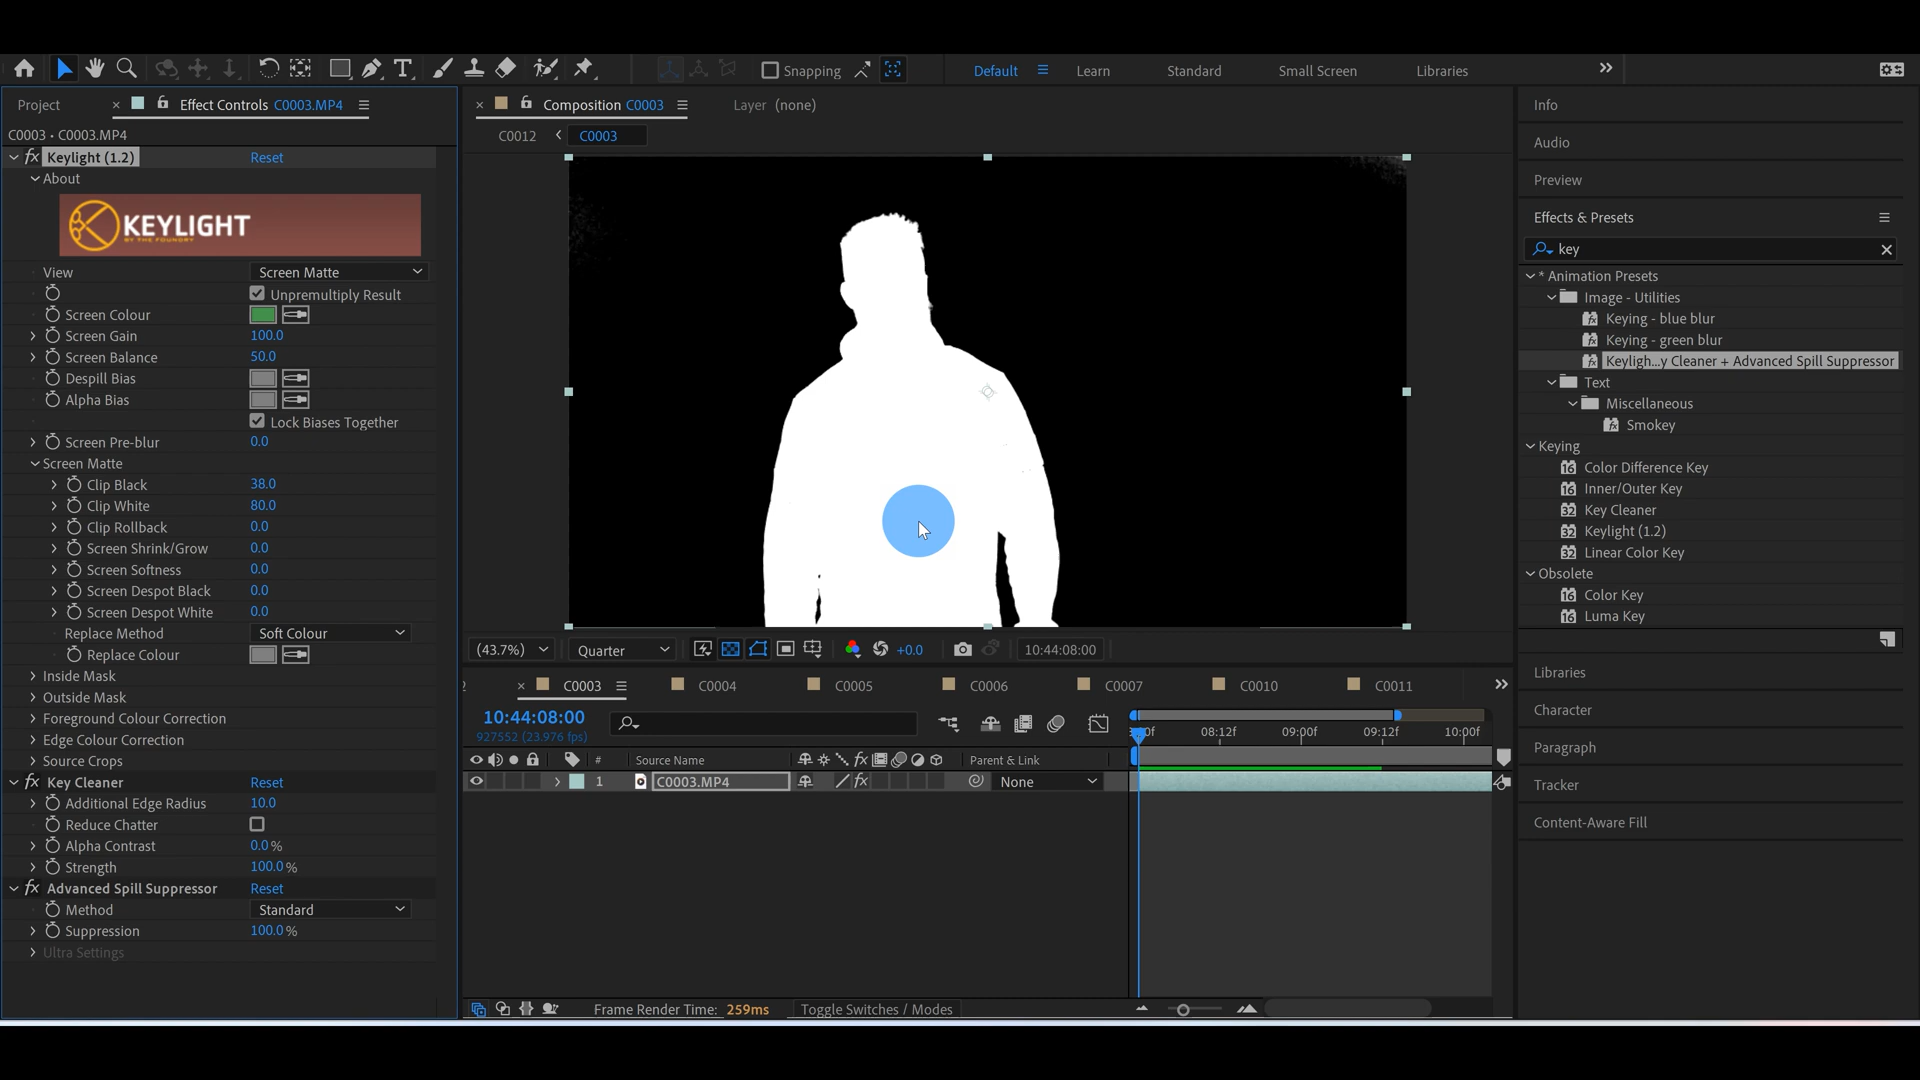 Snapping
Default
Learn
Standard
Small Screen
Libraries
Project
Effect Controls C0003.MP4
Composition C0003
Layer (none)
Info
C0003 • C0003.MP4
C0012
C0003
Audio
Keylight (1.2)
Reset
About
Preview
KEYLIGHT
BY THE FOUNDRY
Effects & Presets
key
View
Screen Matte
Unpremultiply Result
Screen Colour
Screen Gain
100.0
Screen Balance
50.0
Despill Bias
Alpha Bias
Lock Biases Together
Screen Pre-blur
0.0
Screen Matte
Clip Black
38.0
Clip White
80.0
Clip Rollback
0.0
Screen Shrink/Grow
0.0
Screen Softness
0.0
Screen Despot Black
0.0
Screen Despot White
0.0
Replace Method
Soft Colour
Replace Colour
Inside Mask
Outside Mask
Foreground Colour Correction
Edge Colour Correction
Source Crops
Key Cleaner
Reset
Additional Edge Radius
10.0
Reduce Chatter
Alpha Contrast
0.0%
Strength
100.0%
Advanced Spill Suppressor
Reset
Method
Standard
Suppression
100.0%
Ultra Settings
* Animation Presets
Image - Utilities
Keying - blue blur
Keying - green blur
Keyligh...y Cleaner + Advanced Spill Suppressor
Text
Miscellaneous
Smokey
Keying
16 Color Difference Key
16 Inner/Outer Key
32 Key Cleaner
32 Keylight (1.2)
32 Linear Color Key
Obsolete
16 Color Key
16 Luma Key
Libraries
Character
Paragraph
Tracker
Content-Aware Fill
(43.7%)
Quarter
+0.0
10:44:08:00
2
C0003
C0004
C0005
C0006
C0007
C0010
C0011
10:44:08:00
927552 (23.976 fps)
08:12f
09:00f
09:12f
10:00f
#
Source Name
Parent & Link
1
C0003.MP4
None
Frame Render Time: 259ms
Toggle Switches / Modes